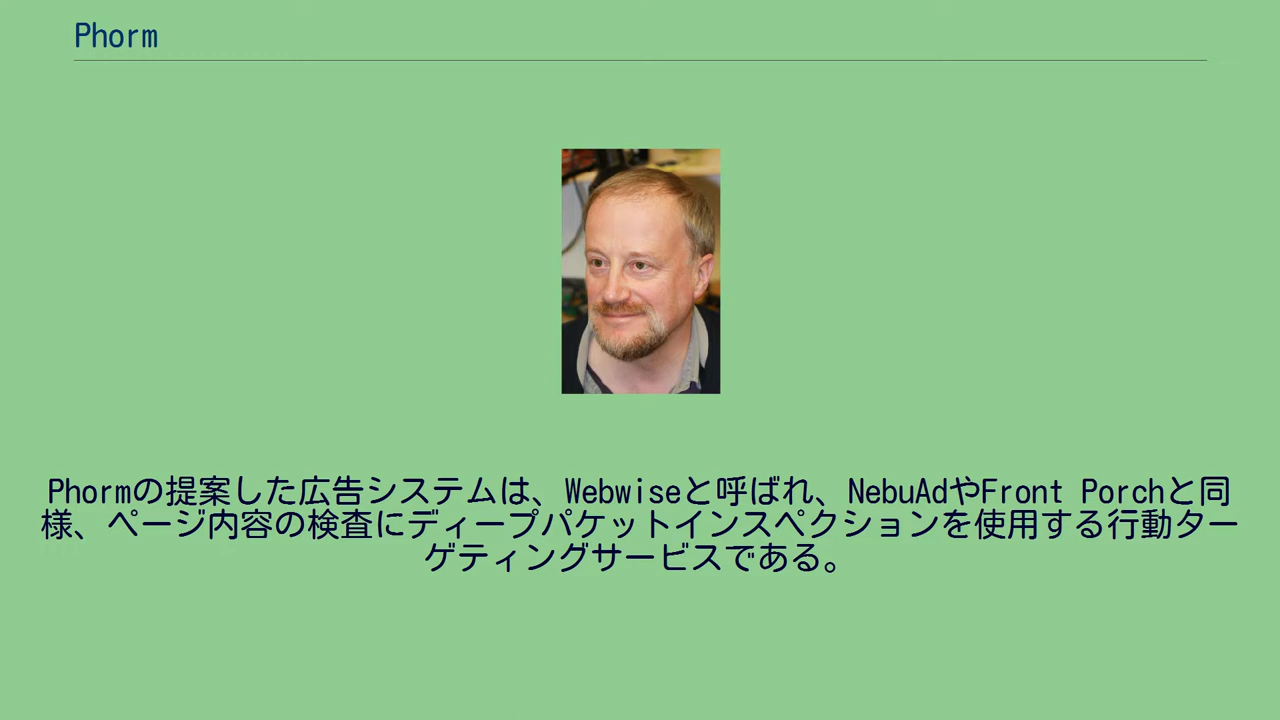 Phorm
Phormの提案した広告システムは、Webwiseと呼ばれ、NebuAdやFront Porchと同
様、ページ内容の検査にディープパケットインスペクションを使用する行動ター
ゲティングサービスである。